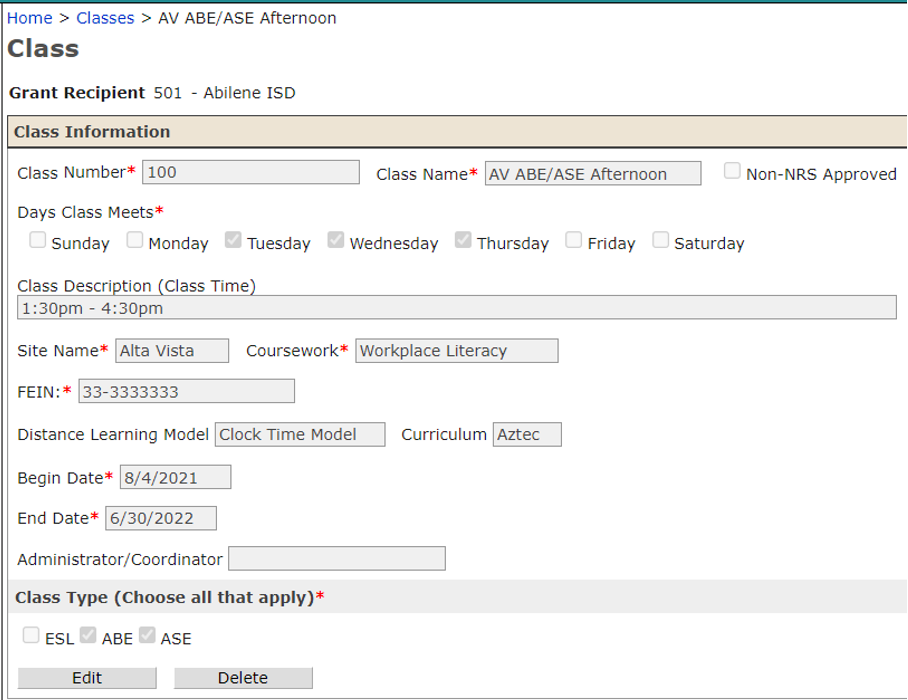 Home > Classes > AV ABE/ASE Afternoon
Class
Grant Recipient 501 - Abilene ISD
Class Information
Class Number* 100 Class Name* AV ABE/ASE Afternoon Non-NRS Approved
Days Class Meets*
Sunday Monday Tuesday Wednesday Thursday Friday Saturday
Class Description (Class Time)
1:30pm - 4:30pm
Site Name* Alta Vista Coursework* Workplace Literacy
FEIN:* 33-3333333
Distance Learning Model Clock Time Model Curriculum Aztec
Begin Date* 8/4/2021
End Date* 6/30/2022
Administrator/Coordinator
Class Type (Choose all that apply)*
ESL ABE ASE
Edit Delete